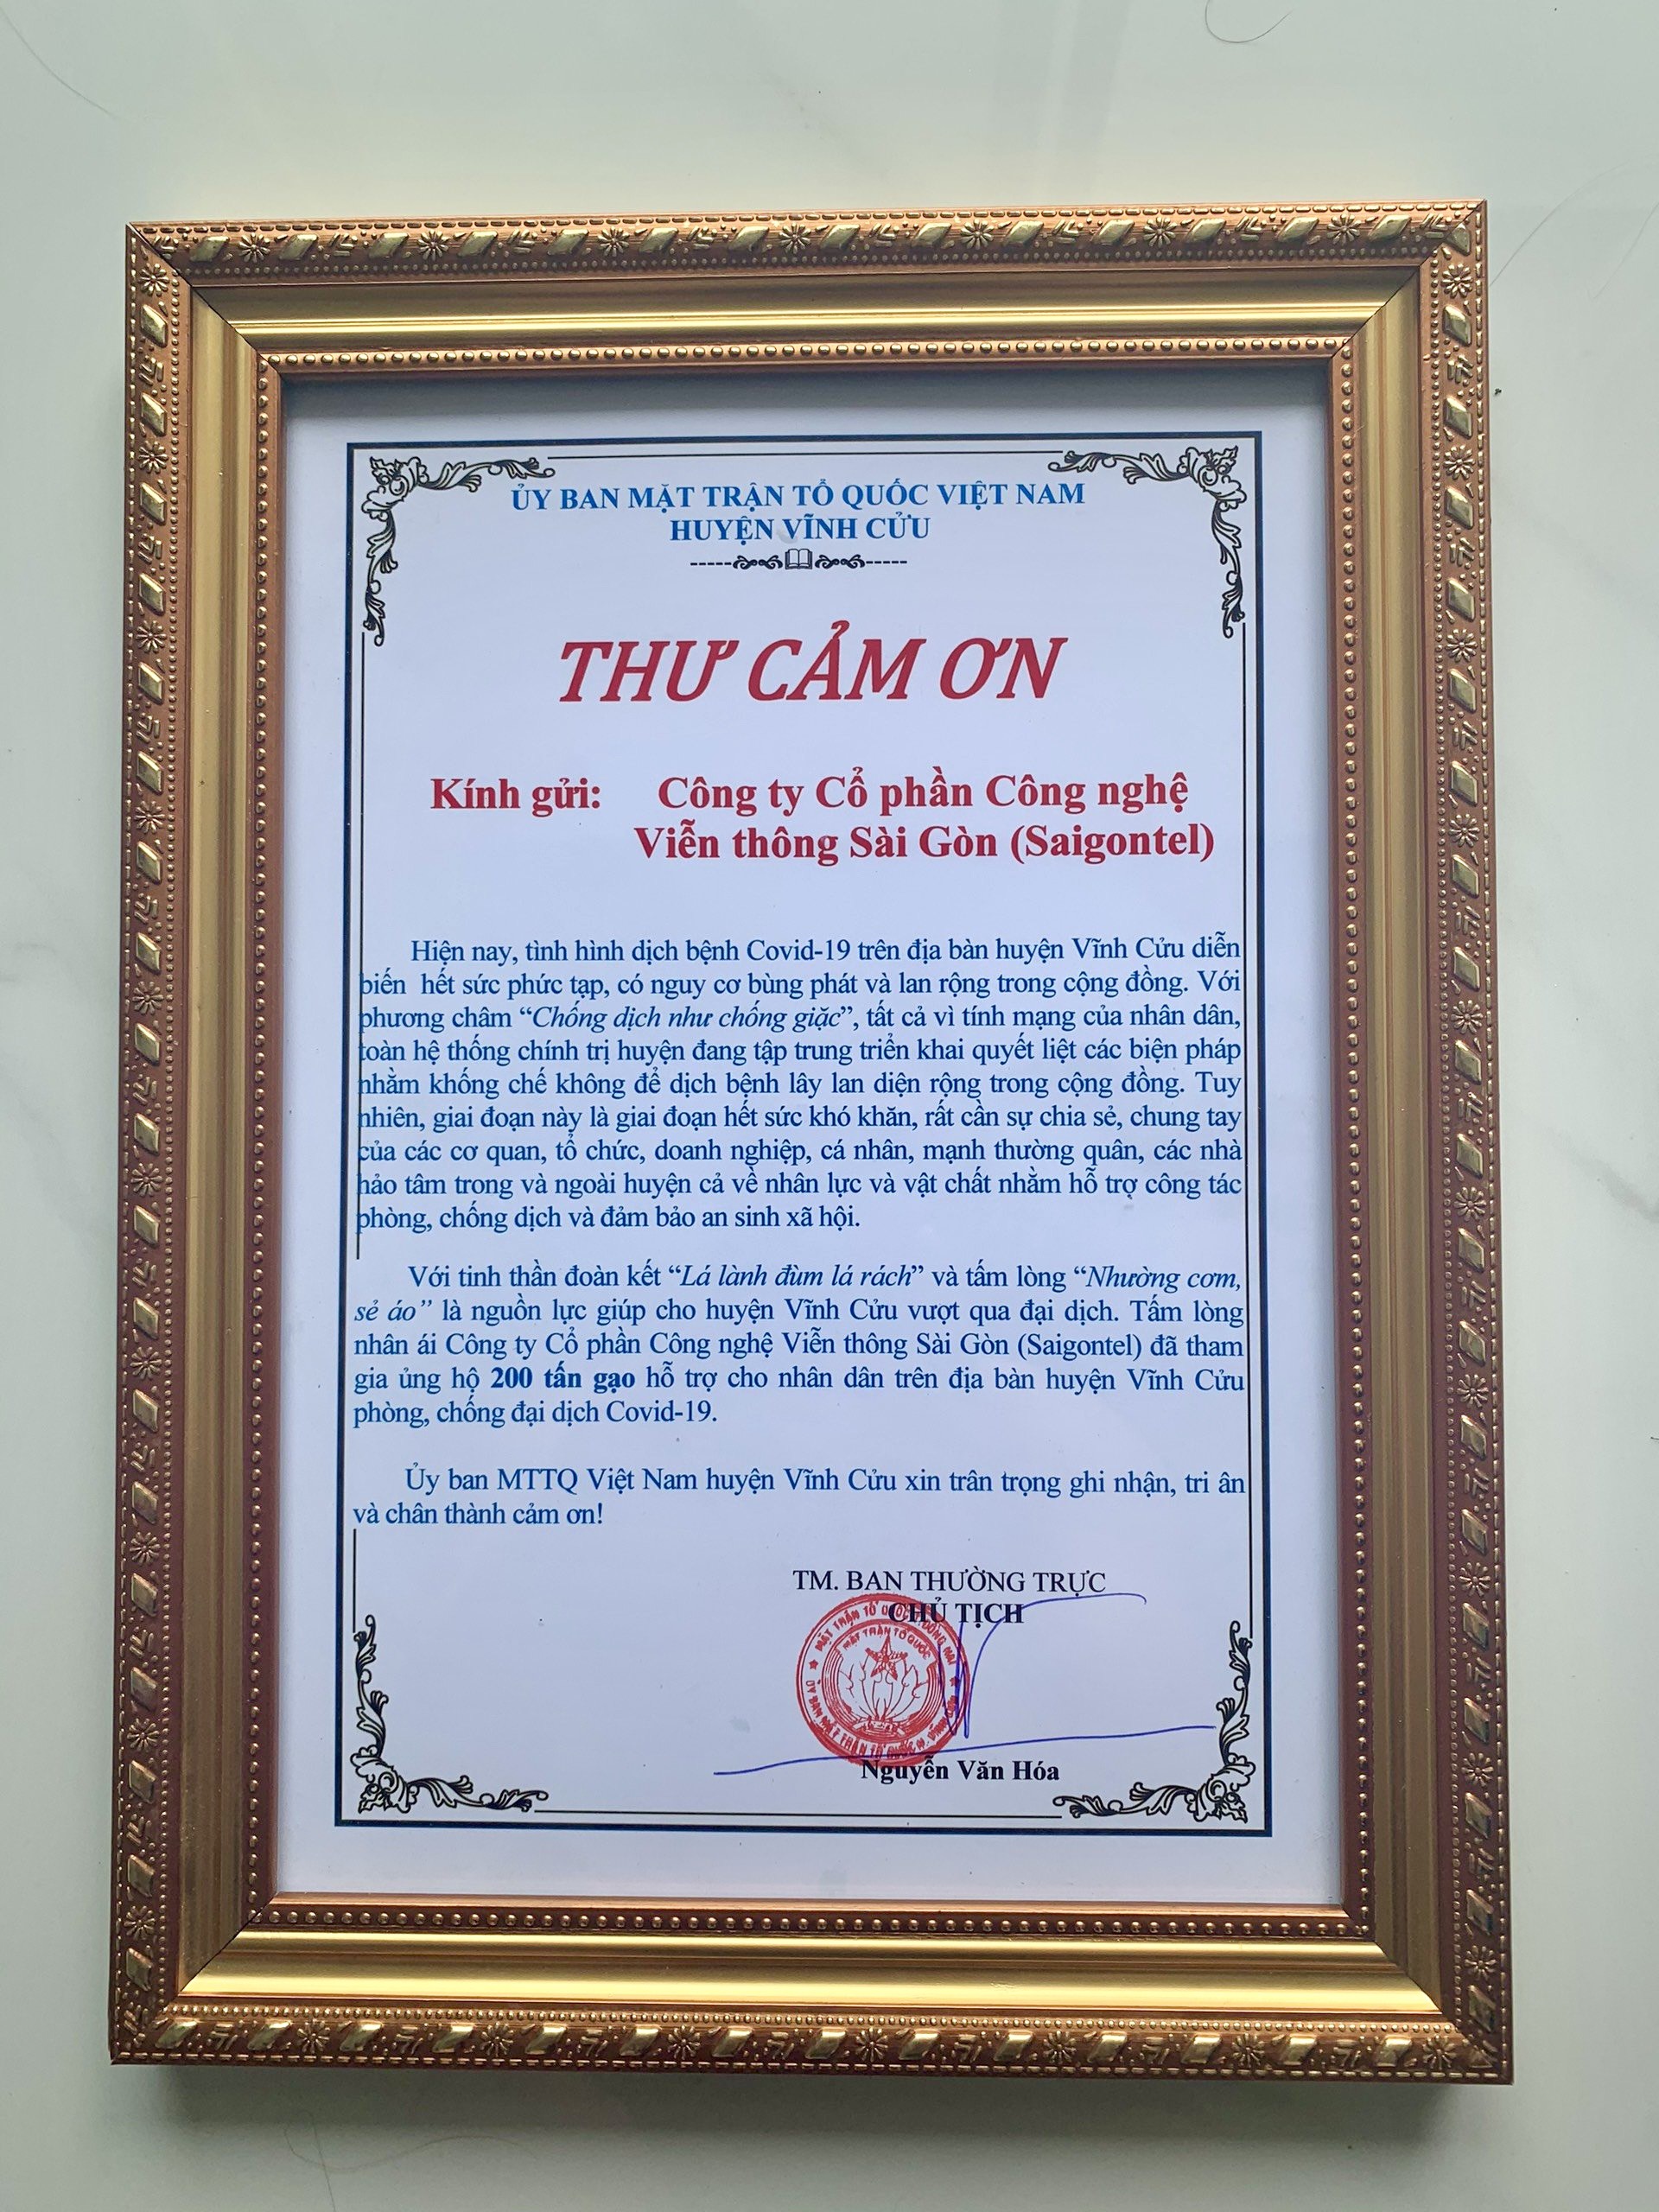 ỦY BAN MẶT TRẬN TỔ QUỐC VIỆT NAM
HUYỆN VĨNH CỬU
THƯ CẢM ƠN
Kính gửi: Công ty Cổ phần Công nghệ
Viễn thông Sài Gòn (Saigontel)
Hiện nay, tình hình dịch bệnh Covid-19 trên địa bàn huyện Vĩnh Cửu diễn
biến hết sức phức tạp, có nguy cơ bùng phát và lan rộng trong cộng đồng. Với
phương châm “Chống dịch như chống giặc”, tất cả vì tính mạng của nhân dân,
toàn hệ thống chính trị huyện đang tập trung triển khai quyết liệt các biện pháp
nhằm khống chế không để dịch bệnh lây lan diện rộng trong cộng đồng. Tuy
nhiên, giai đoạn này là giai đoạn hết sức khó khăn, rất cần sự chia sẻ, chung tay
của các cơ quan, tổ chức, doanh nghiệp, cá nhân, mạnh thường quân, các nhà
hảo tâm trong và ngoài huyện cả về nhân lực và vật chất nhằm hỗ trợ công tác
phòng, chống dịch và đảm bảo an sinh xã hội.
Với tinh thần đoàn kết “Lá lành đùm lá rách” và tấm lòng “Nhường cơm,
sẻ áo” là nguồn lực giúp cho huyện Vĩnh Cửu vượt qua đại dịch. Tấm lòng
nhân ái Công ty Cổ phần Công nghệ Viễn thông Sài Gòn (Saigontel) đã tham
gia ủng hộ 200 tấn gạo hỗ trợ cho nhân dân trên địa bàn huyện Vĩnh Cửu
phòng, chống đại dịch Covid-19.
Ủy ban MTTQ Việt Nam huyện Vĩnh Cửu xin trân trọng ghi nhận, tri ân
và chân thành cảm ơn!
TM. BAN THƯỜNG TRỰC
CHỦ TỊCH
MẶT TRẬN TỔ QUỐC
Nguyễn Văn Hóa